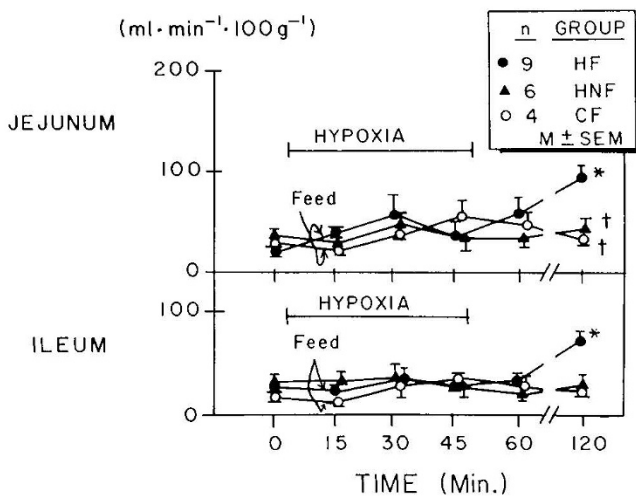 (ml·min⁻¹·100g⁻¹)
n GROUP
● 9 HF
▲ 6 HNF
○ 4 CF
M ± SEM
200
JEJUNUM
HYPOXIA
100
*
Feed
†
†
0
HYPOXIA
100
*
ILEUM
Feed
0
0 15 30 45 60 120
TIME (Min.)